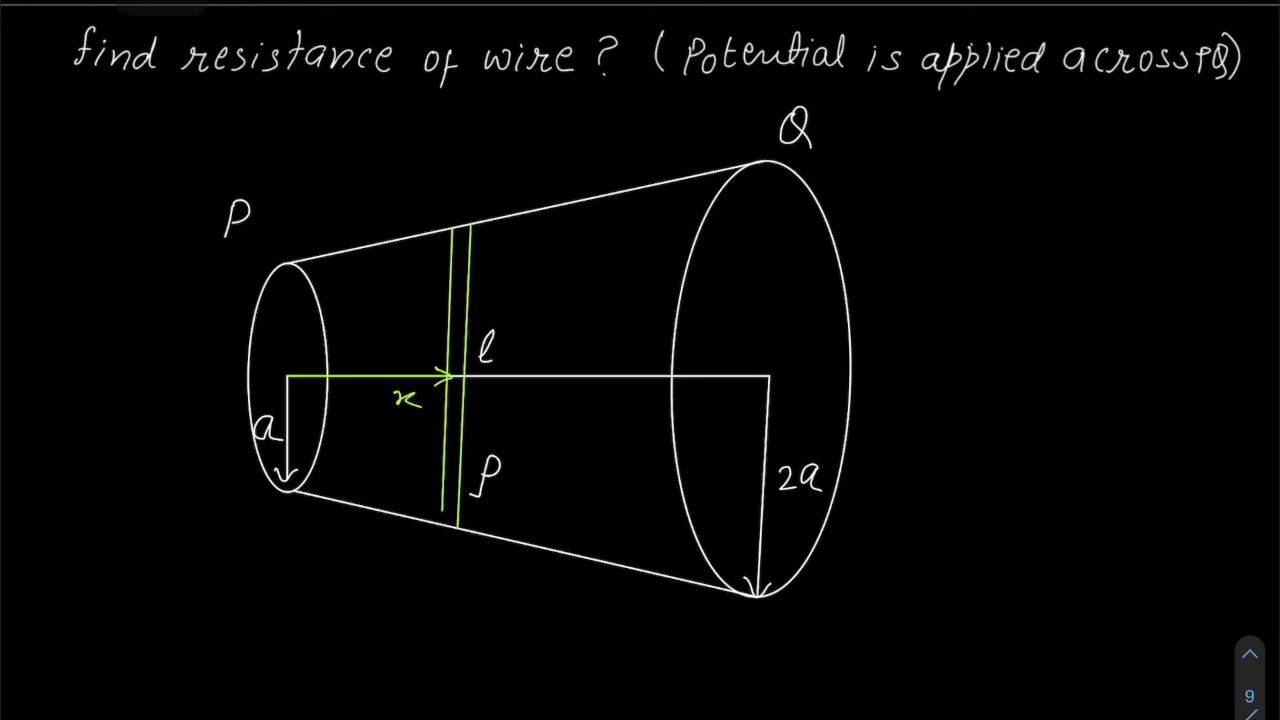 find resistance of wire? (Potential is applied across PQ)
Q
P
l
x
a
ρ
2a
9